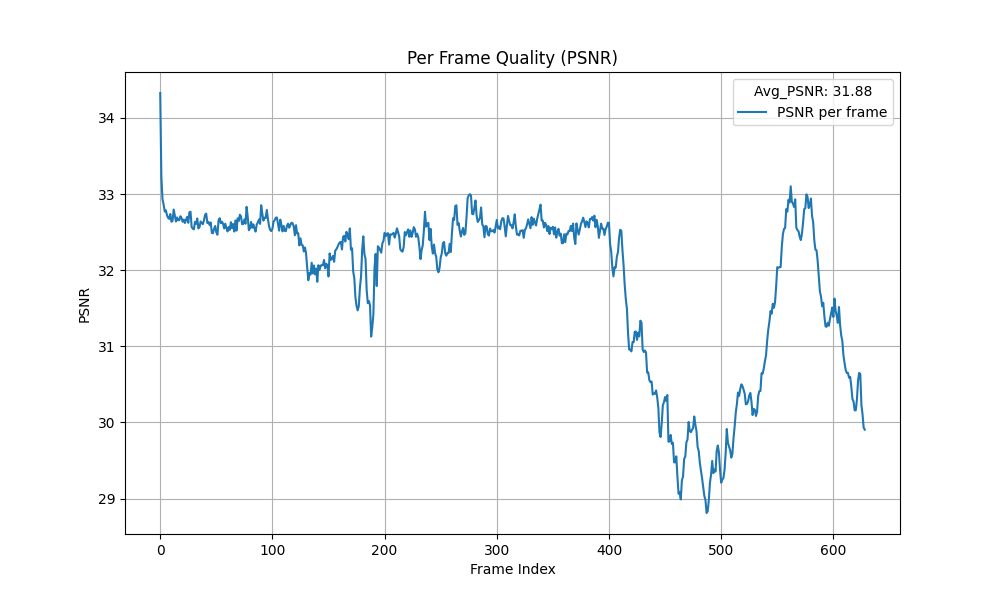 Per Frame Quality (PSNR)
Avg_PSNR: 31.88
PSNR per frame
PSNR
34
33
32
31
30
29
0 100 200 300 400 500 600
Frame Index